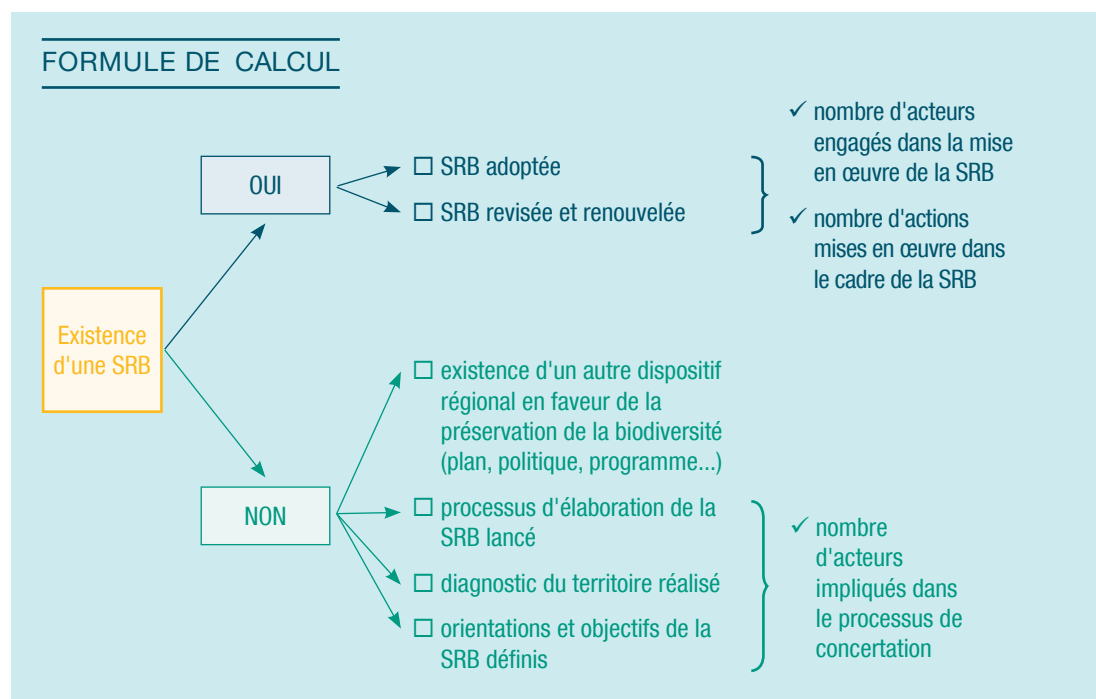 FORMULE DE CALCUL
Existence
d'une SRB
OUI
☐ SRB adoptée
☐ SRB revisée et renouvelée
✓ nombre d'acteurs
engagés dans la mise
en œuvre de la SRB
✓ nombre d'actions
mises en œuvre dans
le cadre de la SRB
NON
☐ existence d'un autre dispositif
régional en faveur de la
préservation de la biodiversité
(plan, politique, programme...)
☐ processus d'élaboration de la
SRB lancé
☐ diagnostic du territoire réalisé
☐ orientations et objectifs de la
SRB définis
✓ nombre
d'acteurs
impliqués dans
le processus de
concertation